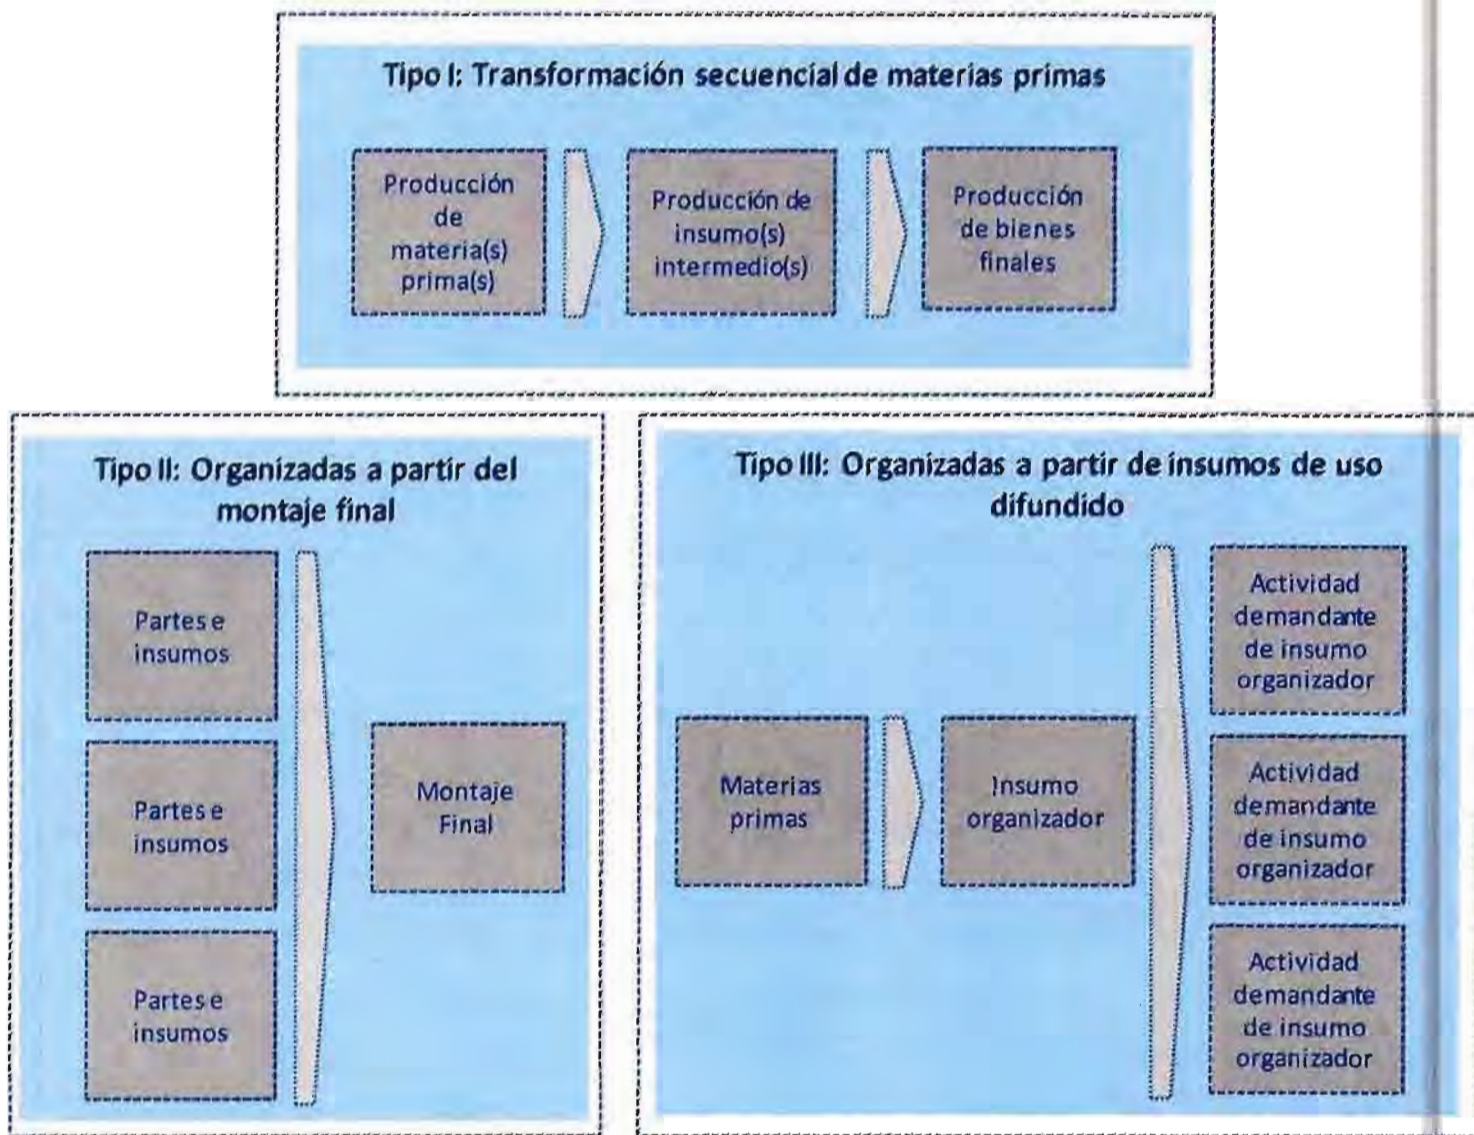 Tipo I: Transformación secuencial de materias primas
Producción
de
materia(s)
prima(s)
Producción de
insumo(s)
intermedio(s)
Producción
de bienes
finales
Tipo II: Organizadas a partir del
montaje final
Partes e
insumos
Partes e
insumos
Partes e
insumos
Montaje
Final
Tipo III: Organizadas a partir de insumos de uso
difundido
Materias
primas
Insumo
organizador
Actividad
demandante
de insumo
organizador
Actividad
demandante
de insumo
organizador
Actividad
demandante
de insumo
organizador